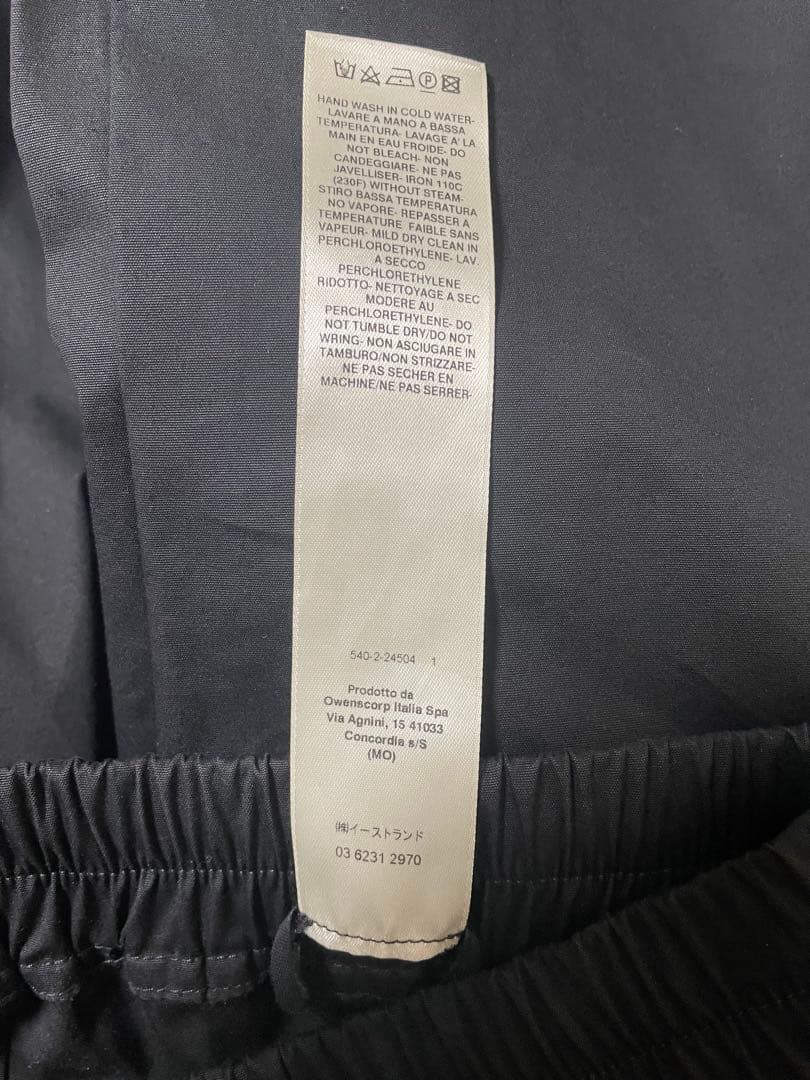 HAND WASH IN COLD WATER-
LAVARE A MANO A BASSA
TEMPERATURA- LAVAGE A' LA
MAIN EN EAU FROIDE- DO
NOT BLEACH- NON
CANDEGGIARE- NE PAS
JAVELLISER- IRON 110C
(230F) WITHOUT STEAM-
STIRO BASSA TEMPERATURA
NO VAPORE- REPASSER A
TEMPERATURE FAIBLE SANS
VAPEUR- MILD DRY CLEAN IN
PERCHLOROETHYLENE- LAV.
A SECCO
PERCHLORETHYLENE
RIDOTTO- NETTOYAGE A SEC
MODERE AU
PERCHLORETHYLENE- DO
NOT TUMBLE DRY/DO NOT
WRING- NON ASCIUGARE IN
TAMBURO/NON STRIZZARE-
NE PAS SECHER EN
MACHINE/NE PAS SERRER-
540-2-24504 1
Prodotto da
Owenscorp Italia Spa
Via Agnini, 15 41033
Concordia s/S
(MO)
㈱イーストランド
03 6231 2970